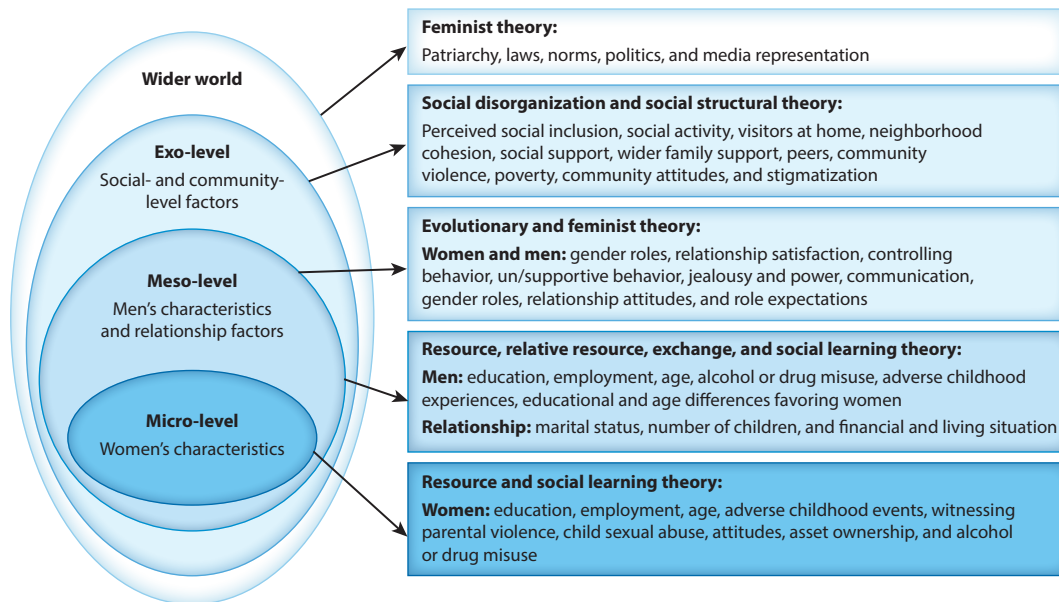 Wider world
Exo-level
Social- and community-
level factors
Meso-level
Men's characteristics
and relationship factors
Micro-level
Women's characteristics
Feminist theory:
Patriarchy, laws, norms, politics, and media representation
Social disorganization and social structural theory:
Perceived social inclusion, social activity, visitors at home, neighborhood
cohesion, social support, wider family support, peers, community
violence, poverty, community attitudes, and stigmatization
Evolutionary and feminist theory:
Women and men: gender roles, relationship satisfaction, controlling
behavior, un/supportive behavior, jealousy and power, communication,
gender roles, relationship attitudes, and role expectations
Resource, relative resource, exchange, and social learning theory:
Men: education, employment, age, alcohol or drug misuse, adverse childhood
experiences, educational and age differences favoring women
Relationship: marital status, number of children, and financial and living situation
Resource and social learning theory:
Women: education, employment, age, adverse childhood events, witnessing
parental violence, child sexual abuse, attitudes, asset ownership, and alcohol
or drug misuse